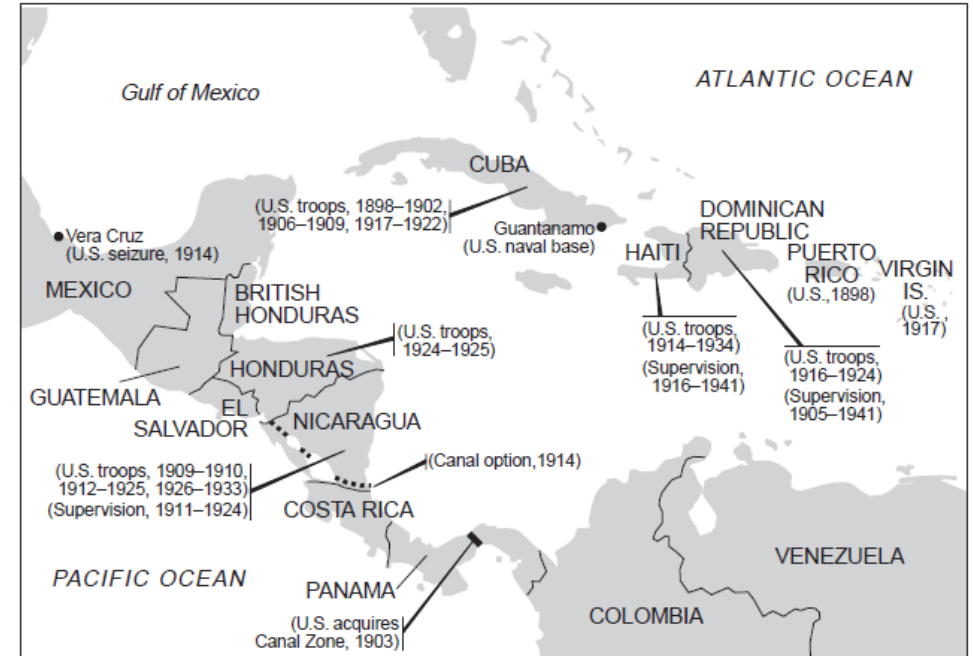 Gulf of Mexico
ATLANTIC OCEAN
CUBA
(U.S. troops, 1898–1902,
1906–1909, 1917–1922)
Guantanamo
(U.S. naval base)
Vera Cruz
(U.S. seizure, 1914)
MEXICO
BRITISH
HONDURAS
DOMINICAN
REPUBLIC
HAITI
PUERTO
RICO
(U.S.,1898)
VIRGIN
IS.
(U.S. ,
1917)
(U.S. troops,
1924–1925)
HONDURAS
(U.S. troops,
1914–1934)
(Supervision,
1916–1941)
(U.S. troops,
1916–1924)
(Supervision,
1905–1941)
GUATEMALA
EL
SALVADOR
NICARAGUA
(U.S. troops, 1909–1910,
1912–1925, 1926–1933)
(Supervision, 1911–1924)
(Canal option,1914)
COSTA RICA
PACIFIC OCEAN
PANAMA
(U.S. acquires
Canal Zone, 1903)
VENEZUELA
COLOMBIA